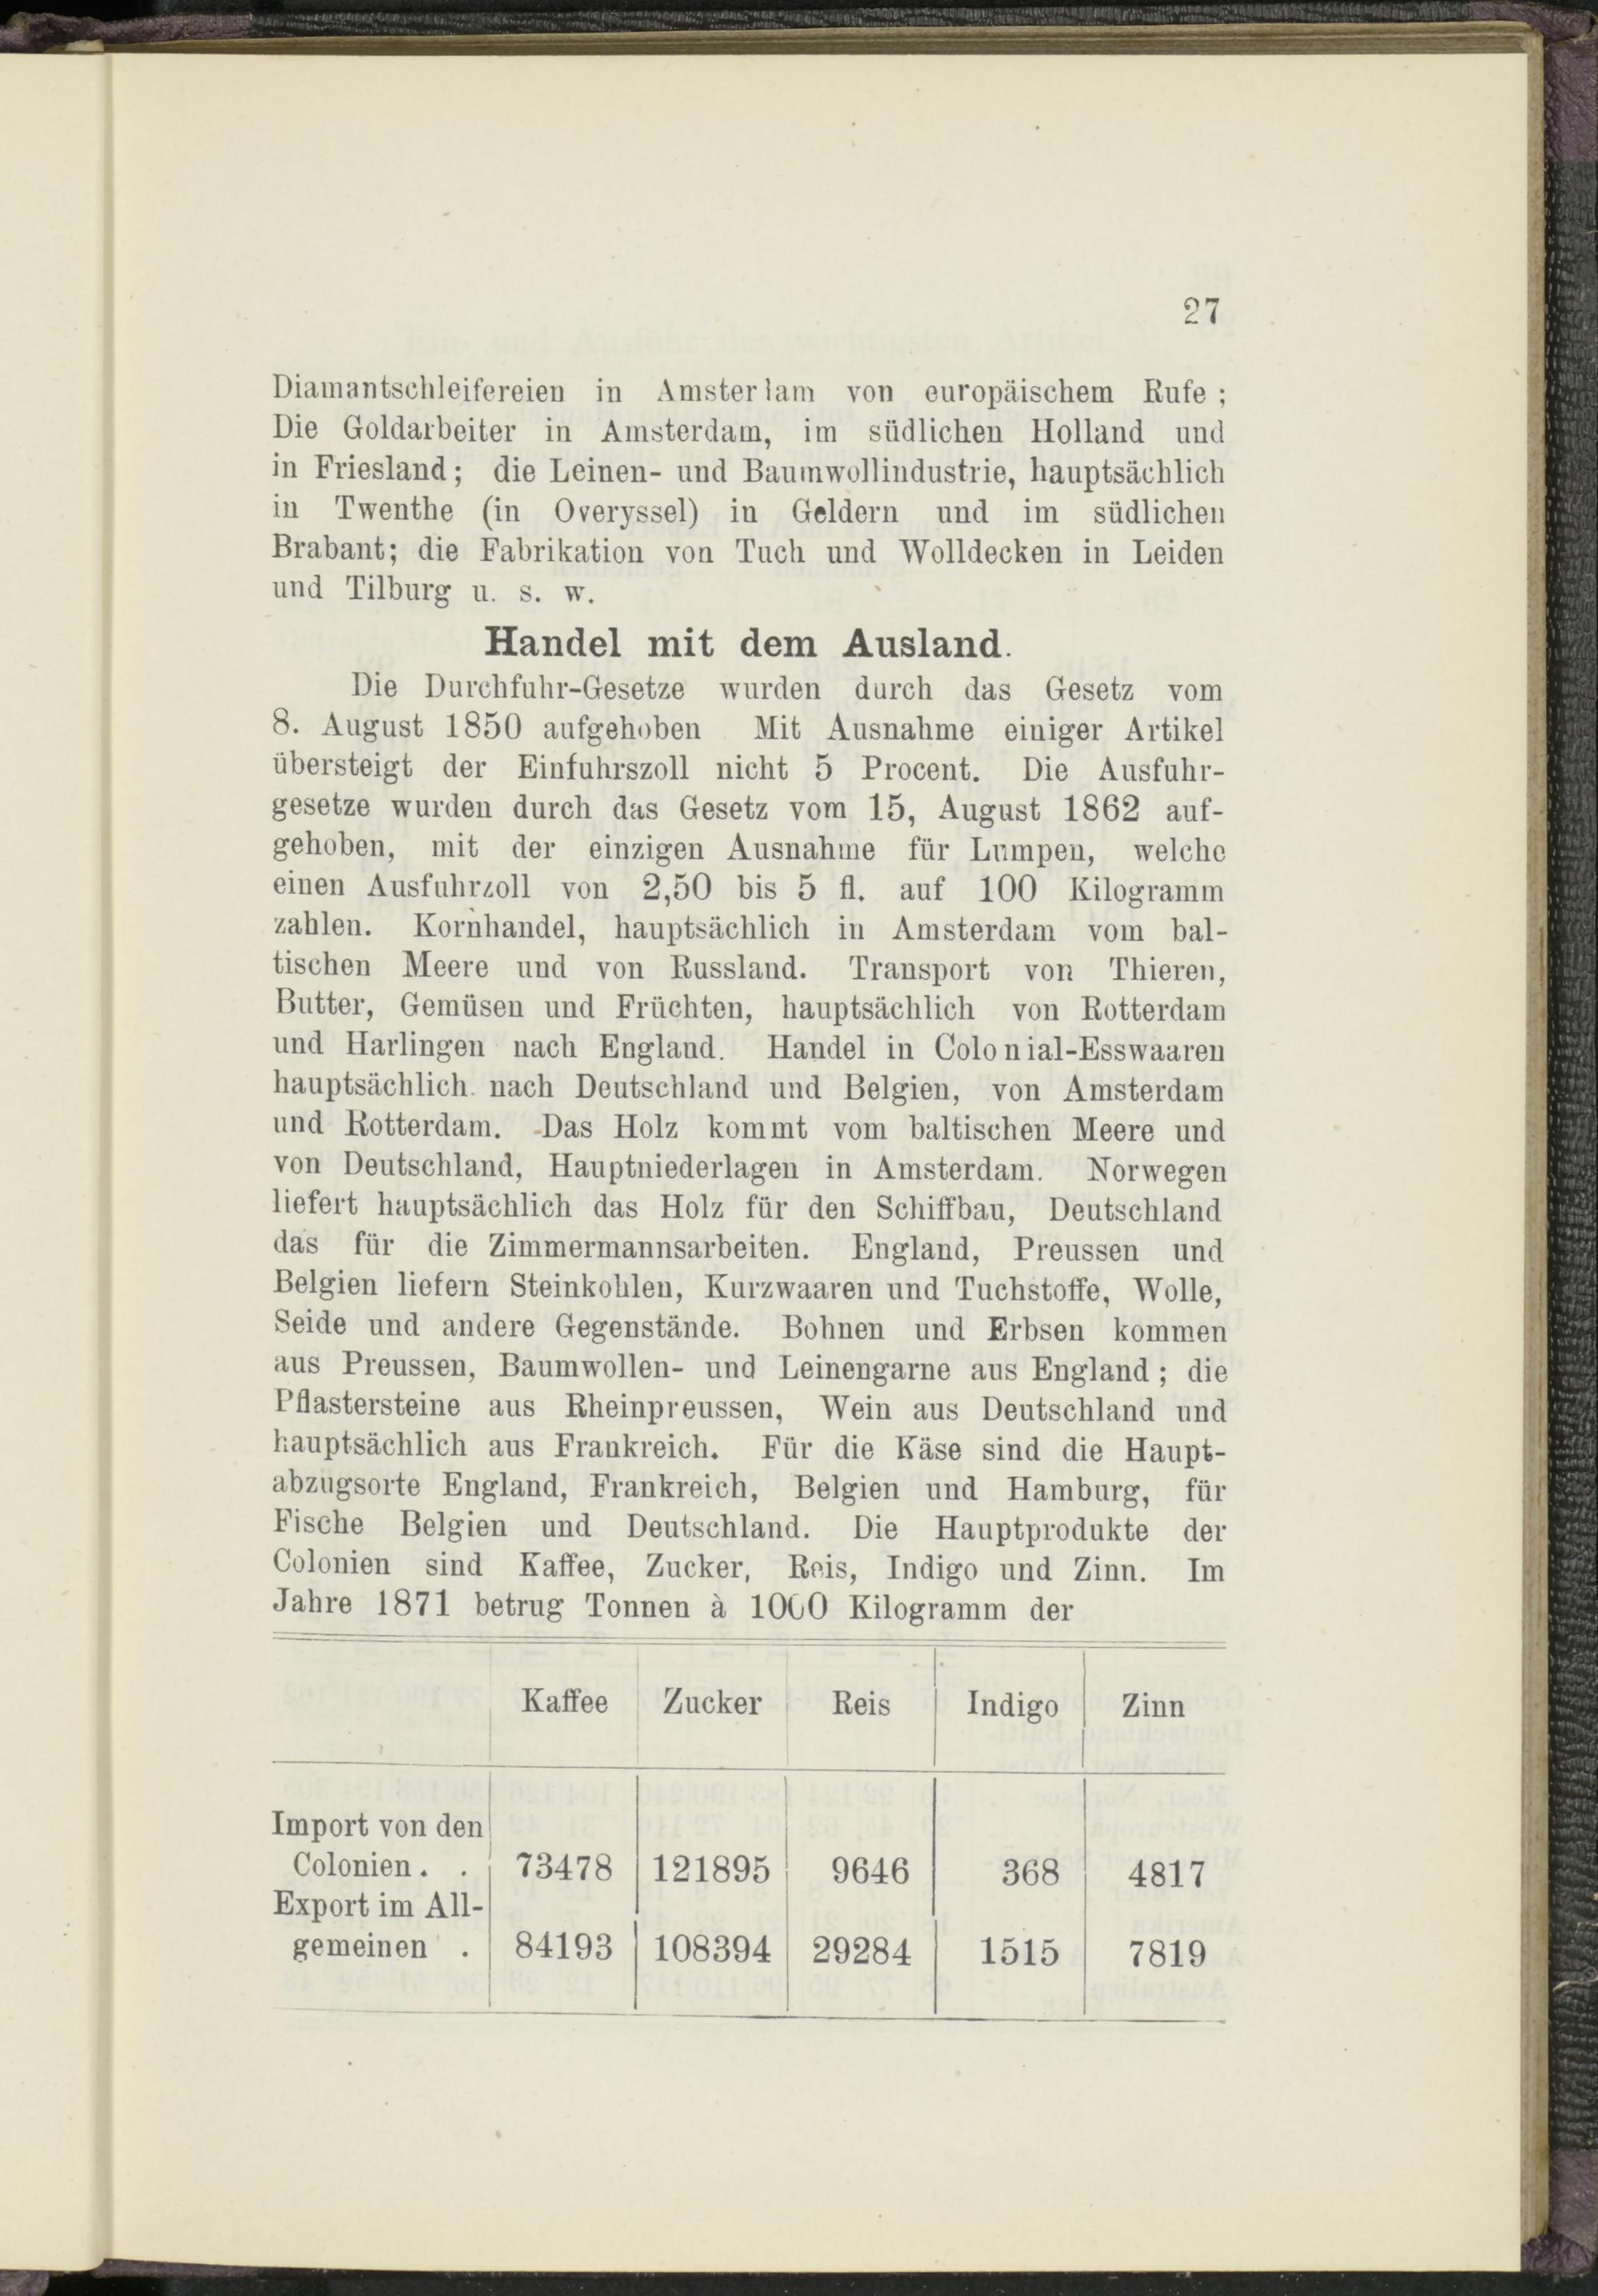 27
Diamantschleifereien in Amsterlam von europäischem Rufe ;
Die Goldarbeiter in Amsterdam, im südlichen Holland und
in Friesland; die Leinen- und Baumwollindustrie, hauptsächlich
in Twenthe (in Overyssel) in Geldern und im südlichen
Brabant; die Fabrikation von Tuch und Wolldecken in Leiden
und Tilburg u. s. w.
Handel mit dem Ausland.
Die Durchfuhr-Gesetze wurden durch das Gesetz vom
8. August 1850 aufgehoben Mit Ausnahme einiger Artikel
übersteigt der Einfuhrszoll nicht 5 Procent. Die Ausfuhr-
gesetze wurden durch das Gesetz vom 15, August 1862 auf-
gehoben, mit der einzigen Ausnahme für Lumpen, welche
einen Ausfuhrzoll von 2,50 bis 5 fl. auf 100 Kilogramm
zahlen. Kornhandel, hauptsächlich in Amsterdam vom bal-
tischen Meere und von Russland. Transport von Thieren,
Butter, Gemüsen und Früchten, hauptsächlich von Rotterdam
und Harlingen nach England. Handel in Colonial-Esswaaren
hauptsächlich nach Deutschland und Belgien, von Amsterdam
und Rotterdam. Das Holz kommt vom baltischen Meere und
von Deutschland, Hauptniederlagen in Amsterdam. Norwegen
liefert hauptsächlich das Holz für den Schiffbau, Deutschland
das für die Zimmermannsarbeiten. England, Preussen und
Belgien liefern Steinkohlen, Kurzwaaren und Tuchstoffe, Wolle,
Seide und andere Gegenstände. Bohnen und Erbsen kommen
aus Preussen, Baumwollen- und Leinengarne aus England ; die
Pflastersteine aus Rheinpreussen, Wein aus Deutschland und
hauptsächlich aus Frankreich. Für die Käse sind die Haupt-
abzugsorte England, Frankreich, Belgien und Hamburg, für
Fische Belgien und Deutschland. Die Hauptprodukte der
Colonien sind Kaffee, Zucker, Reis, Indigo und Zinn. Im
Jahre 1871 betrug Tonnen à 1000 Kilogramm der
Kaffee Zucker Reis Indigo Zinn
Import von den
Colonien . . 73478 121895 9646 368 4817
Export im All-
gemeinen . 84193 108394 29284 1515 7819